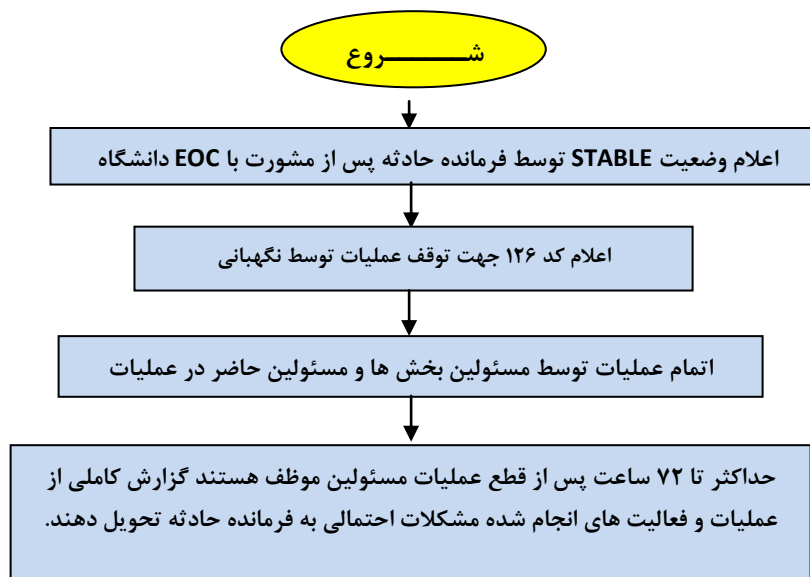 شـــــــــروع
اعلام وضعیت STABLE توسط فرمانده حادثه پس از مشورت با EOC دانشگاه
اعلام کد ۱۲۶ جهت توقف عملیات توسط نگهبانی
اتمام عملیات توسط مسئولین بخش ها و مسئولین حاضر در عملیات
حداکثر تا ۷۲ ساعت پس از قطع عملیات مسئولین موظف هستند گزارش کاملی از
عملیات و فعالیت های انجام شده مشکلات احتمالی به فرمانده حادثه تحویل دهند.